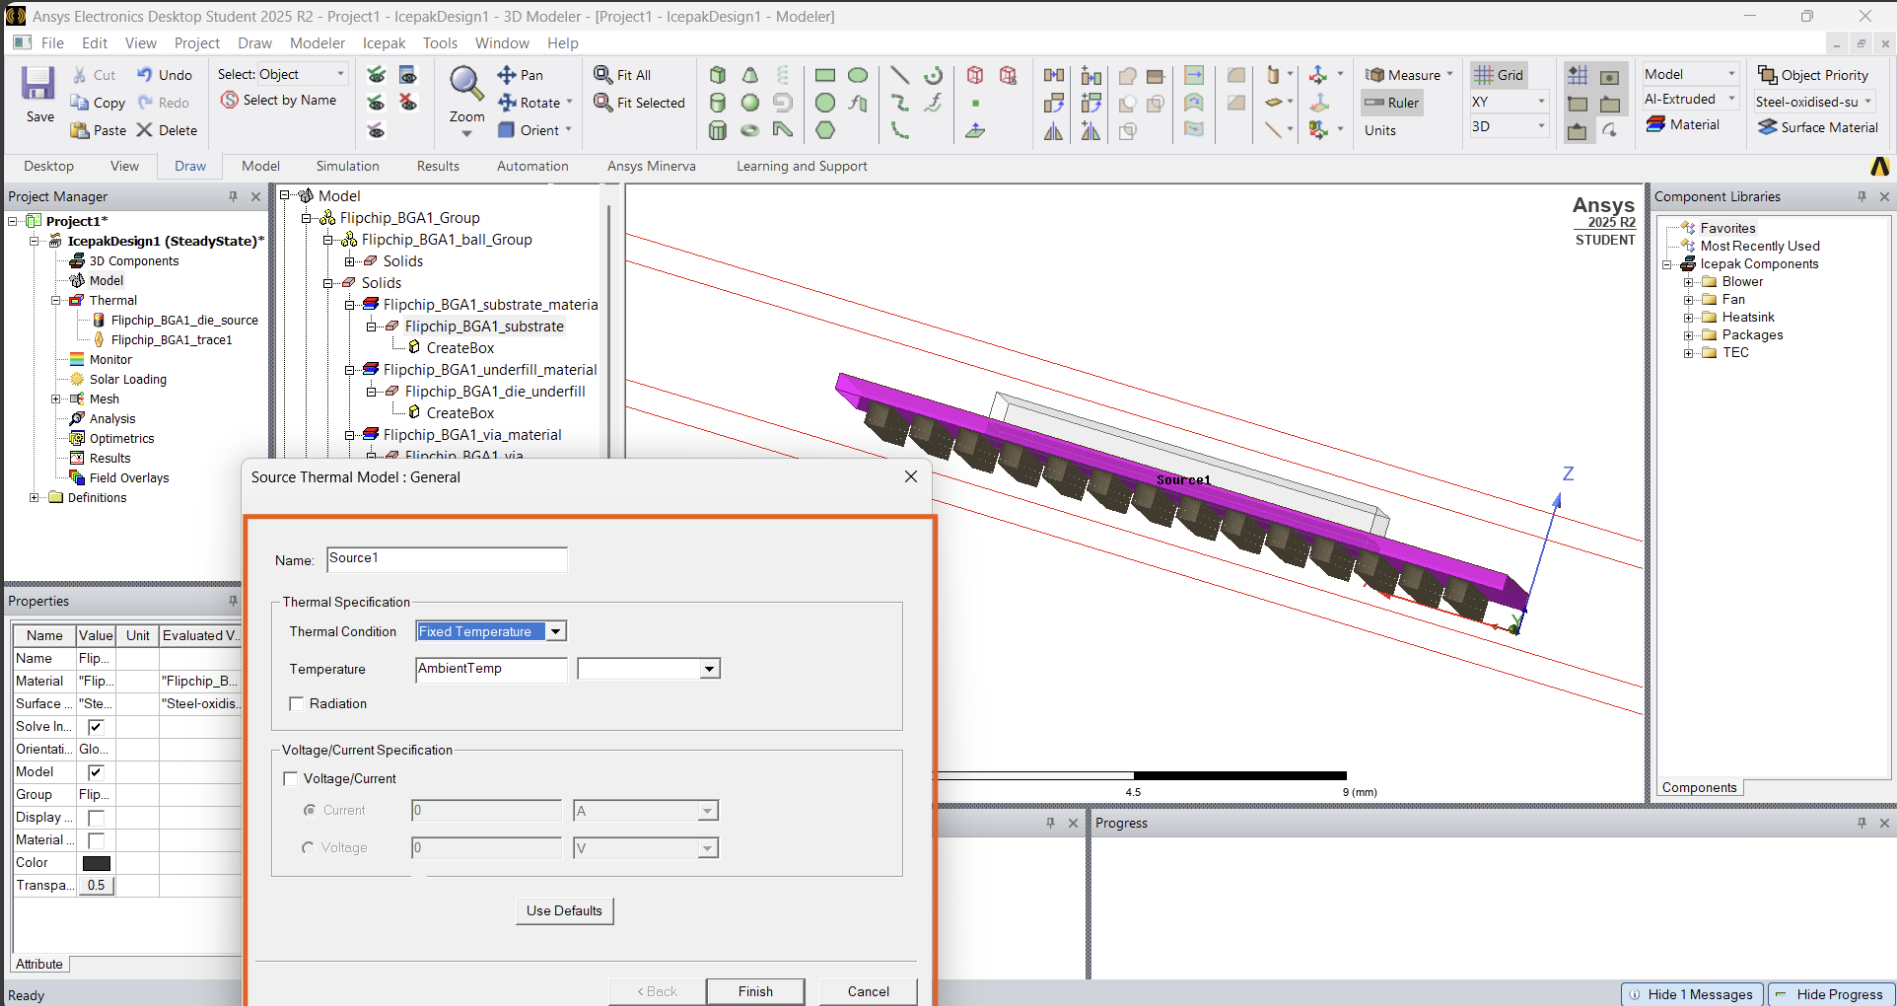 Ansys Electronics Desktop Student 2025 R2 - Project1 - IcepakDesign1 - 3D Modeler - [Project1 - IcepakDesign1 - Modeler]
File Edit View Project Draw Modeler Icepak Tools Window Help
Save
Cut
Copy
Paste
Undo
Redo
Delete
Select: Object
Select by Name
Zoom
Pan
Rotate
Orient
Fit All
Fit Selected
Measure
Ruler
Units
Grid
XY
3D
Model
Al-Extruded
Material
Object Priority
Steel-oxidised-su
Surface Material
Desktop View Draw Model Simulation Results Automation Ansys Minerva Learning and Support
Project Manager
Project1*
IcepakDesign1 (SteadyState)*
3D Components
Model
Thermal
Flipchip_BGA1_die_source
Flipchip_BGA1_trace1
Monitor
Solar Loading
Mesh
Analysis
Optimetrics
Results
Field Overlays
Definitions
Model
Flipchip_BGA1_Group
Flipchip_BGA1_ball_Group
Solids
Solids
Flipchip_BGA1_substrate_materia
Flipchip_BGA1_substrate
CreateBox
Flipchip_BGA1_underfill_material
Flipchip_BGA1_die_underfill
CreateBox
Flipchip_BGA1_via_material
Flipchip_BGA1_via
Ansys
2025 R2
STUDENT
Source1
Z
Y
4.5
9 (mm)
Component Libraries
Favorites
Most Recently Used
Icepak Components
Blower
Fan
Heatsink
Packages
TEC
Components
Properties
Name Value Unit Evaluated V...
Name Flip...
Material "Flip... "Flipchip_B...
Surface ... "Ste... "Steel-oxidis...
Solve In...
Orientati... Glo...
Model
Group Flip...
Display ...
Material ...
Color
Transpa... 0.5
Attribute
Source Thermal Model : General
Name: Source1
Thermal Specification
Thermal Condition Fixed Temperature
Temperature AmbientTemp
Radiation
Voltage/Current Specification
Voltage/Current
Current 0 A
Voltage 0 V
Use Defaults
< Back Finish Cancel
Progress
Ready
Hide 1 Messages
Hide Progress